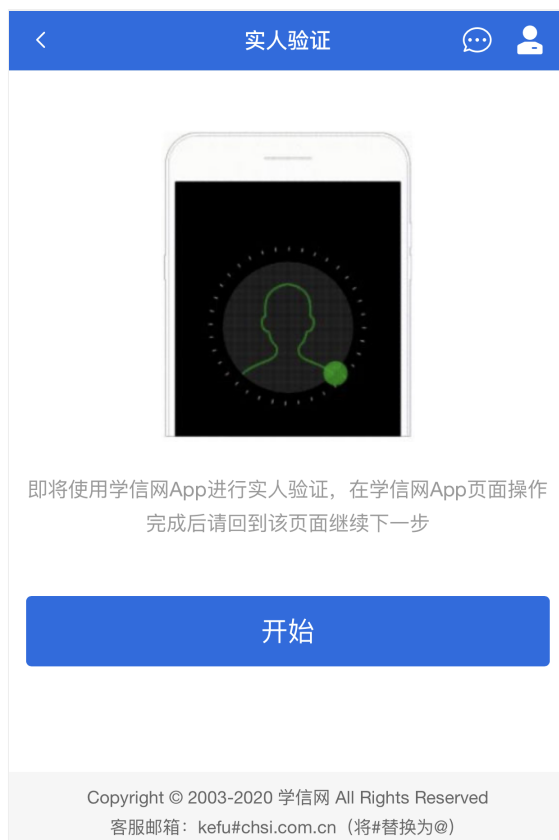 实人验证
即将使用学信网App进行实人验证，在学信网App页面操作
完成后请回到该页面继续下一步
开始
Copyright © 2003-2020 学信网 All Rights Reserved
客服邮箱：kefu#chsi.com.cn（将#替换为@）